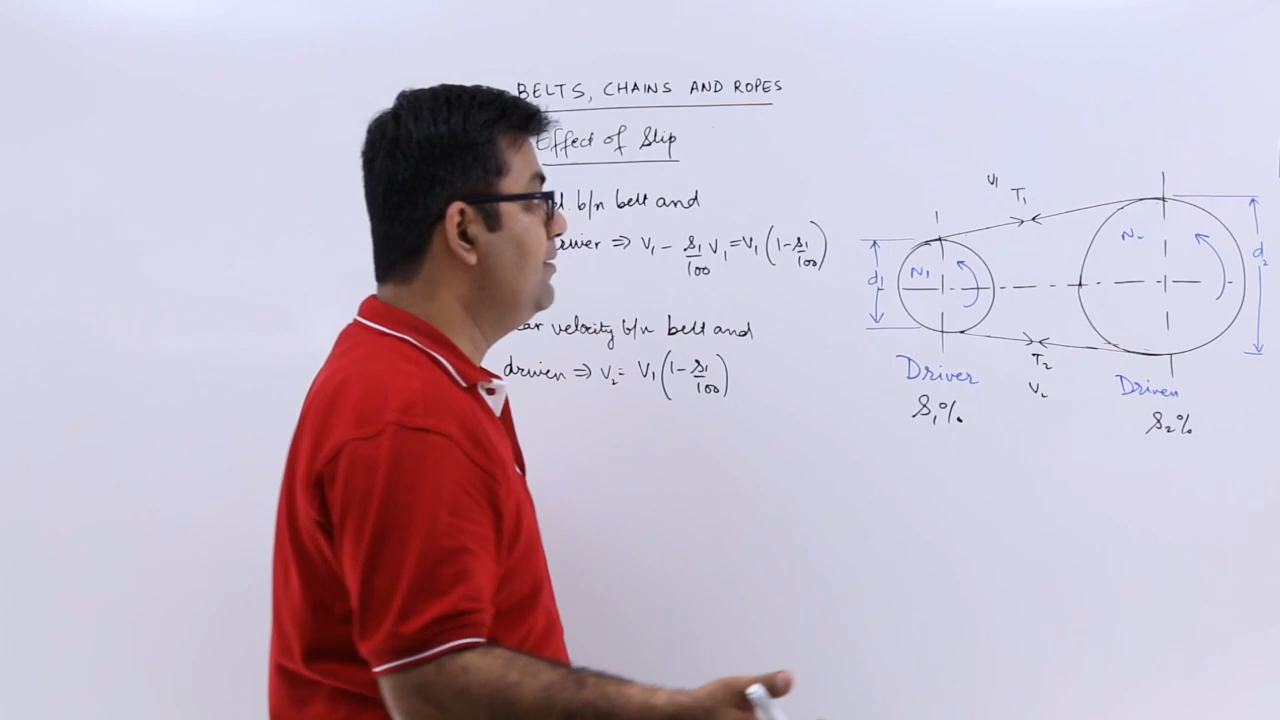 BELTS, CHAINS AND ROPES
Effect of Slip
b/n belt and
⇒ V₁ - S₁/100 V₁ = V₁ (1 - S₁/100)
velocity b/n belt and
driven ⇒ V₂ = V₁ (1 - S₁/100)
V₁
T₁
d₁
N₁
N₂
d₂
T₂
V₂
Driver
S₁%.
Driven
S₂%